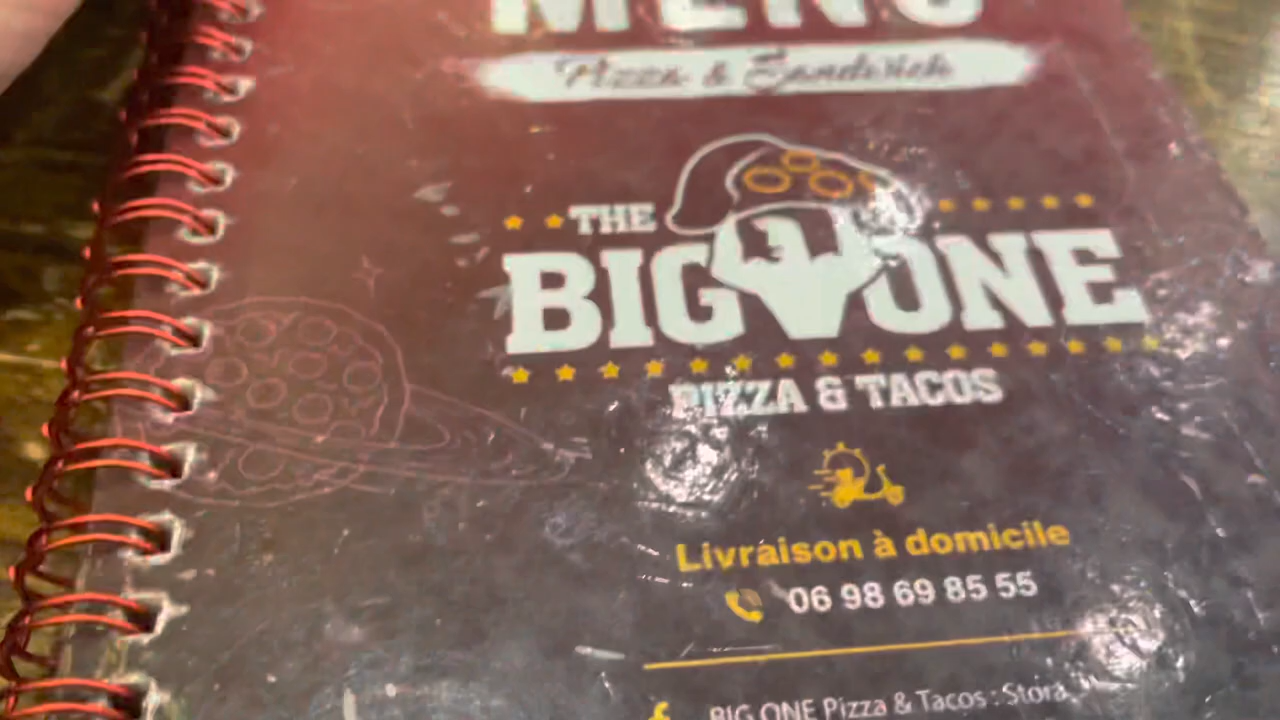 MENU
Pizza & Sandwich
THE
BIG ONE
PIZZA & TACOS
Livraison à domicile
06 98 69 85 55
BIG ONE Pizza & Tacos : Stora